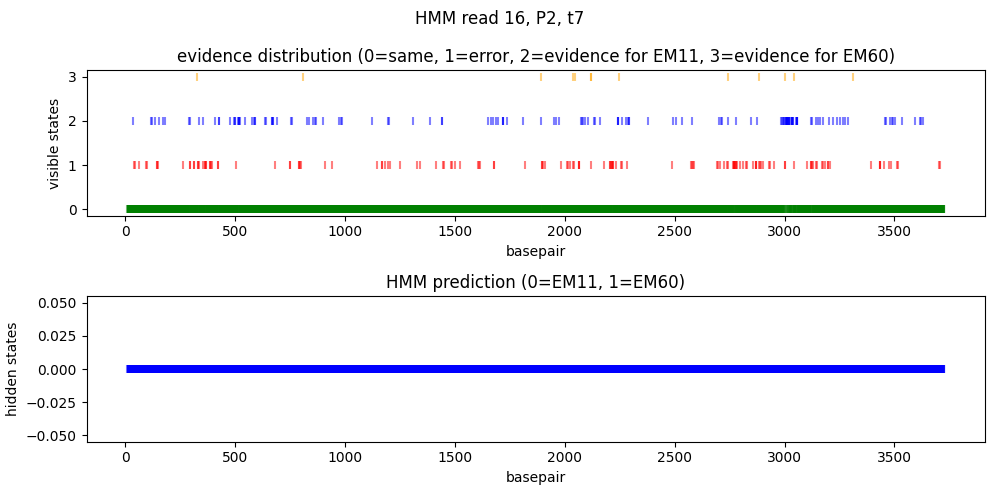 HMM read 16, P2, t7
evidence distribution (0=same, 1=error, 2=evidence for EM11, 3=evidence for EM60)
visible states
3
2
1
0
0 500 1000 1500 2000 2500 3000 3500
basepair
HMM prediction (0=EM11, 1=EM60)
hidden states
0.050
0.025
0.000
−0.025
−0.050
0 500 1000 1500 2000 2500 3000 3500
basepair